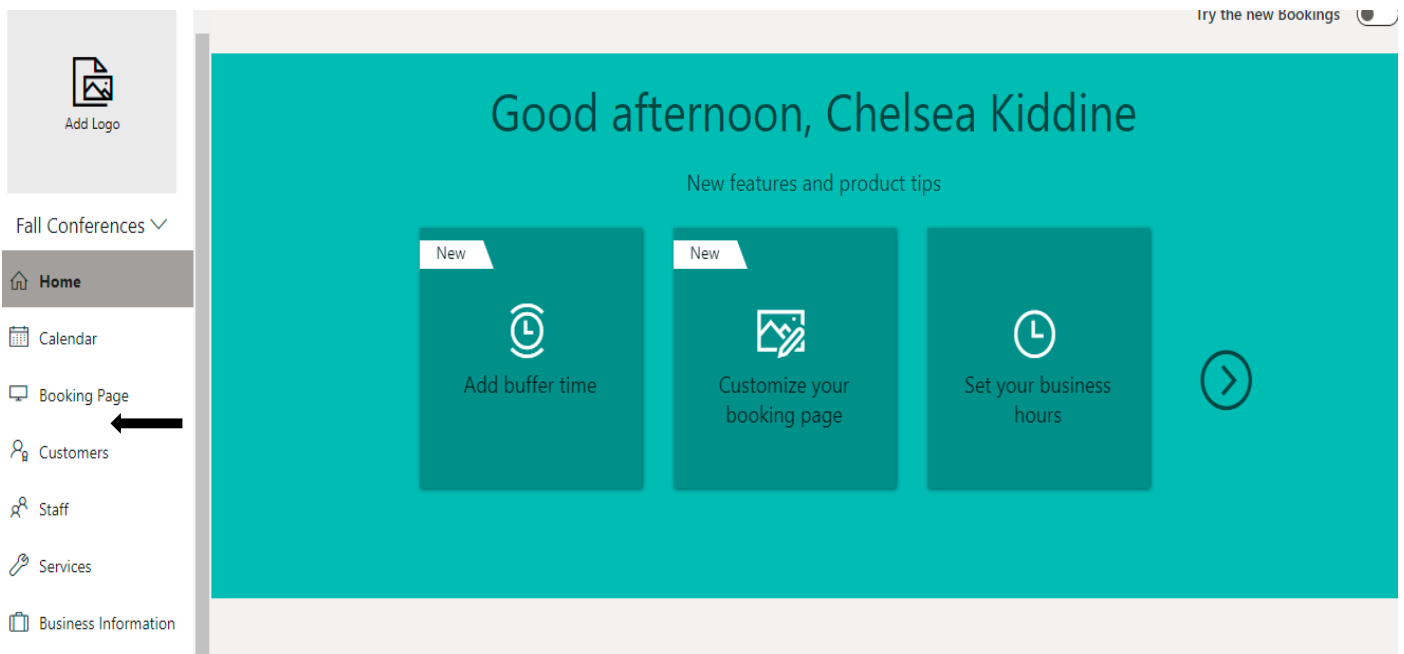 Try the new Bookings
Add Logo
Fall Conferences
Home
Calendar
Booking Page
Customers
Staff
Services
Business Information
Good afternoon, Chelsea Kiddine
New features and product tips
New
Add buffer time
New
Customize your
booking page
Set your business
hours